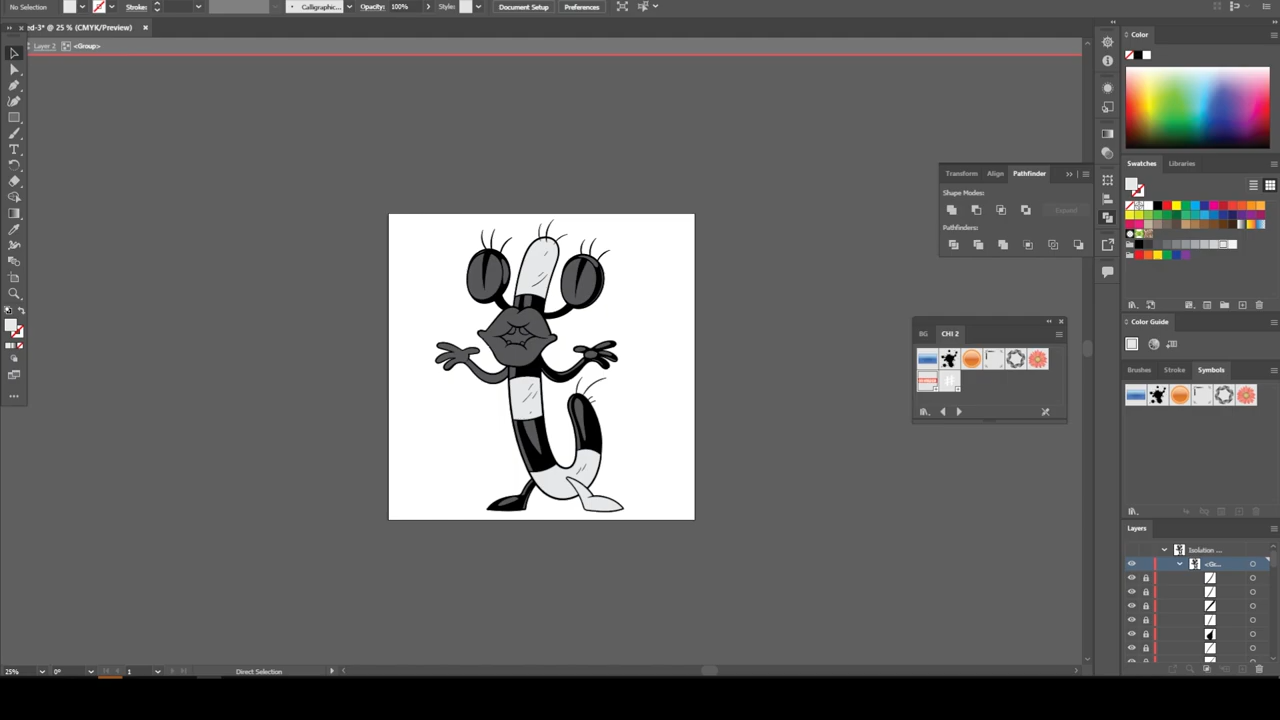 No Selection
Stroke:
Calligraphic...
Opacity: 100%
Style:
Document Setup
Preferences
ed-3* @ 25 % (CMYK/Preview)
Layer 2
<Group>
Color
Swatches Libraries
Transform Align Pathfinder
Shape Modes:
Expand
Pathfinders:
BG CHI 2
Color Guide
Brushes Stroke Symbols
Layers
Isolation ...
<Gr...
25%
0°
1
Direct Selection